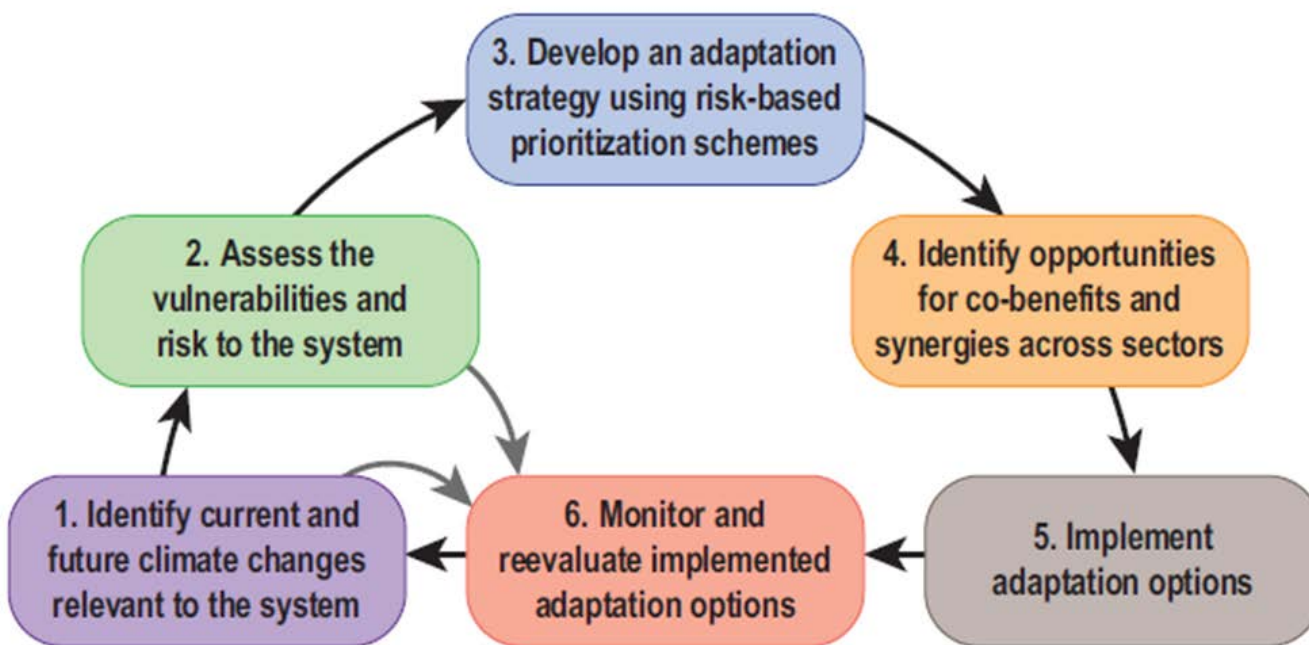 3. Develop an adaptation
strategy using risk-based
prioritization schemes
2. Assess the
vulnerabilities and
risk to the system
4. Identify opportunities
for co-benefits and
synergies across sectors
1. Identify current and
future climate changes
relevant to the system
6. Monitor and
reevaluate implemented
adaptation options
5. Implement
adaptation options